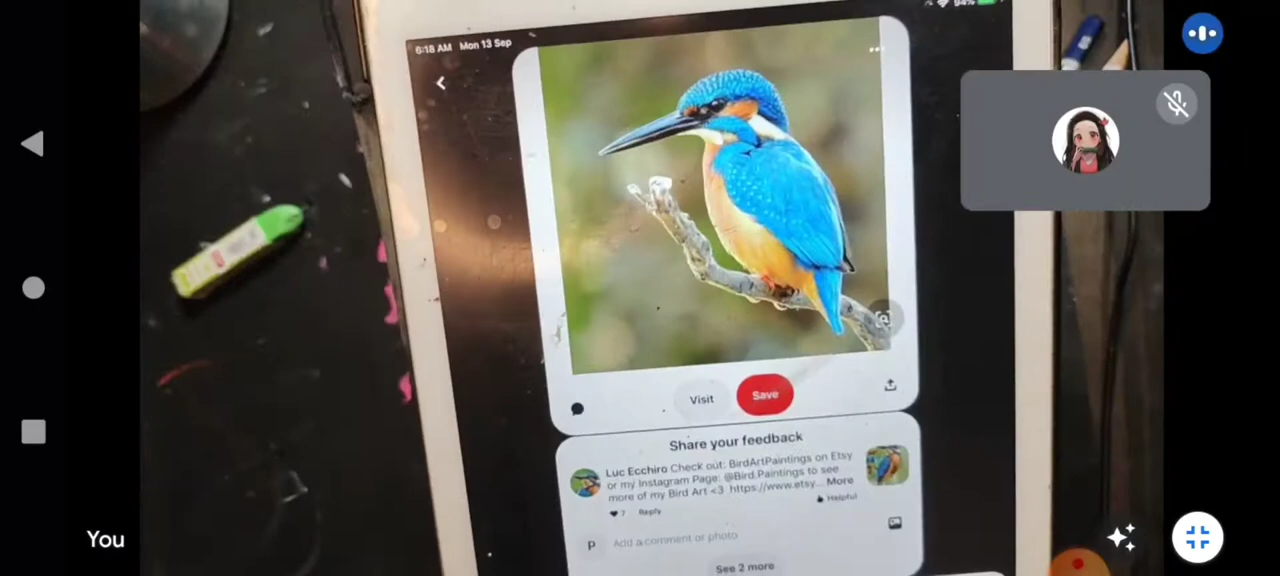 6:18 AM Mon 13 Sep
94%
Visit
Save
Share your feedback
Luc Ecchiro Check out: BirdArtPaintings on Etsy
or my Instagram Page: @Bird.Paintings to see
more of my Bird Art <3 https://www.etsy... More
Helpful
7 Reply
P Add a comment or photo
See 2 more
You